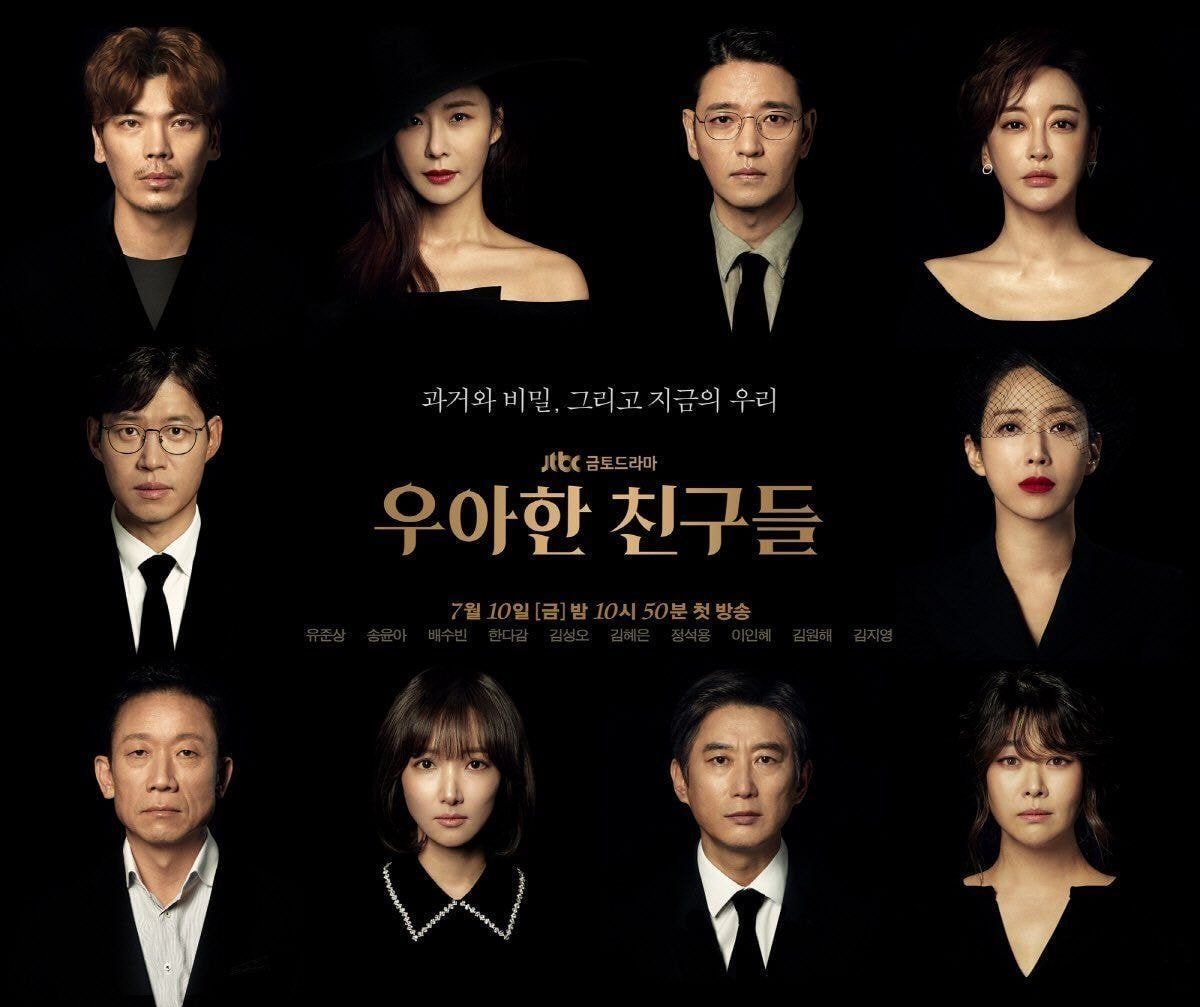 과거와 비밀, 그리고 지금의 우리
Jtbc 금토드라마
우아한 친구들
7월 10일 [금] 밤 10시 50분 첫 방송
유준상 송윤아 배수빈 한다감 김성오 김혜은 정석용 이인혜 김원해 김지영